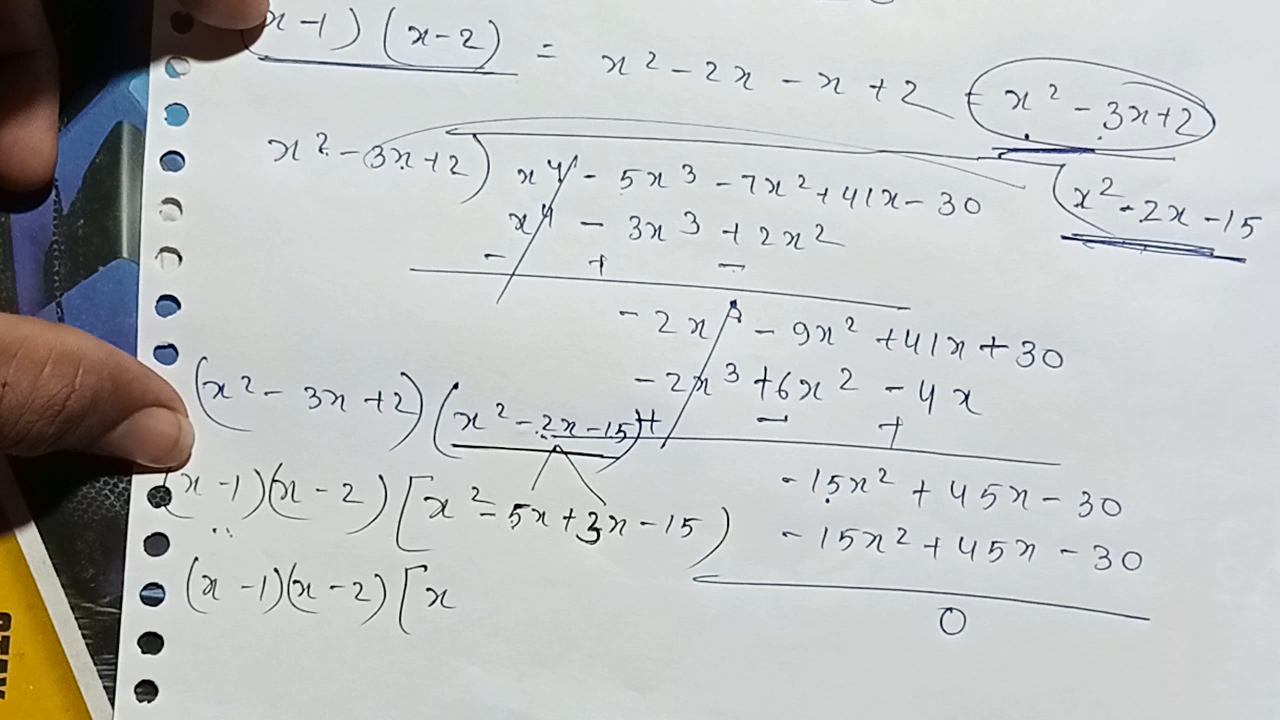 (x-1) (x-2) = x² - 2x - x + 2 = x² - 3x+2
x² - 3x+2) x⁴ - 5x³ - 7x² + 41x - 30 (x² - 2x - 15
x⁴ - 3x³ + 2x²
- + -
- 2x³ - 9x² + 41x + 30
- 2x³ + 6x² - 4x
- +
(x² - 3x + 2) (x² - 2x - 15)
- 15x² + 45x - 30
(x - 1)(x - 2) [x² - 5x + 3x - 15)
- 15x² + 45x - 30
(x - 1)(x - 2) [x
0